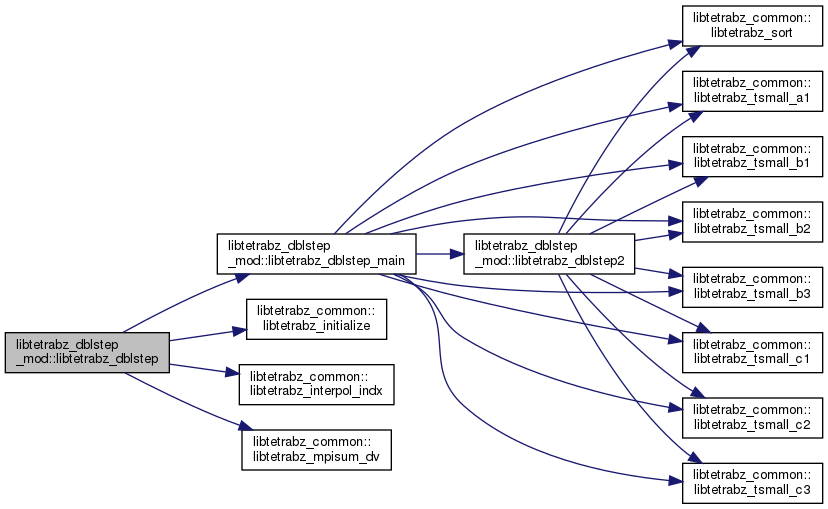 libtetrabz_dblstep
_mod::libtetrabz_dblstep
libtetrabz_dblstep
_mod::libtetrabz_dblstep_main
libtetrabz_common::
libtetrabz_initialize
libtetrabz_common::
libtetrabz_interpol_indx
libtetrabz_common::
libtetrabz_mpisum_dv
libtetrabz_dblstep
_mod::libtetrabz_dblstep2
libtetrabz_common::
libtetrabz_sort
libtetrabz_common::
libtetrabz_tsmall_a1
libtetrabz_common::
libtetrabz_tsmall_b1
libtetrabz_common::
libtetrabz_tsmall_b2
libtetrabz_common::
libtetrabz_tsmall_b3
libtetrabz_common::
libtetrabz_tsmall_c1
libtetrabz_common::
libtetrabz_tsmall_c2
libtetrabz_common::
libtetrabz_tsmall_c3